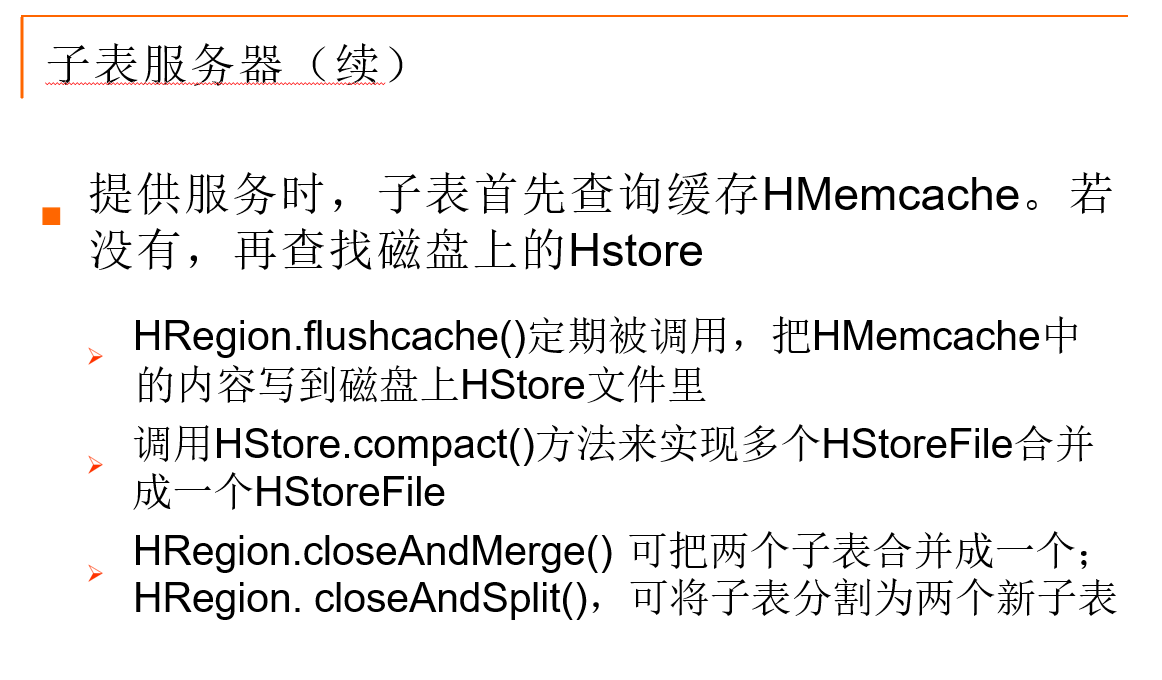 子表服务器（续）
提供服务时，子表首先查询缓存HMemcache。若
没有，再查找磁盘上的Hstore
HRegion.flushcache()定期被调用，把HMemcache中
的内容写到磁盘上HStore文件里
调用HStore.compact()方法来实现多个HStoreFile合并
成一个HStoreFile
HRegion.closeAndMerge() 可把两个子表合并成一个；
HRegion. closeAndSplit()，可将子表分割为两个新子表